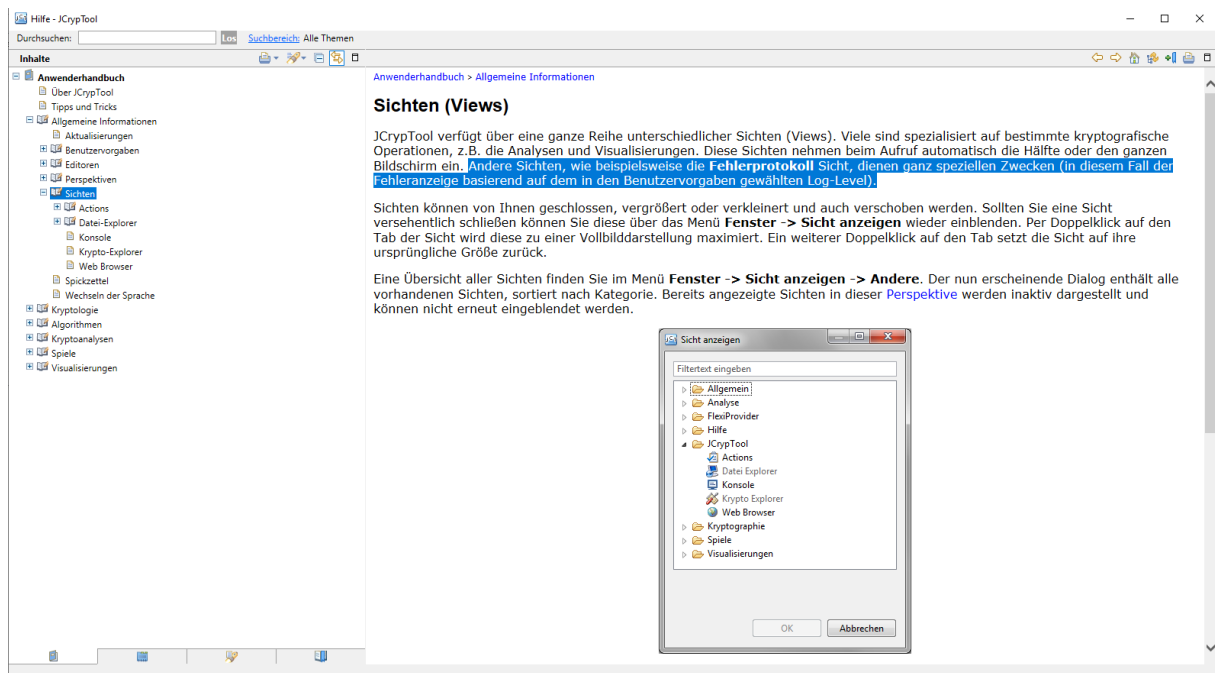 Hilfe - JCrypTool
Durchsuchen:
Los
Suchbereich: Alle Themen
Inhalte
Anwenderhandbuch
Über JCrypTool
Tipps und Tricks
Allgemeine Informationen
Aktualisierungen
Benutzervorgaben
Editoren
Perspektiven
Sichten
Actions
Datei-Explorer
Konsole
Krypto-Explorer
Web Browser
Spickzettel
Wechseln der Sprache
Kryptologie
Algorithmen
Kryptoanalysen
Spiele
Visualisierungen
Anwenderhandbuch > Allgemeine Informationen
Sichten (Views)
JCrypTool verfügt über eine ganze Reihe unterschiedlicher Sichten (Views). Viele sind spezialisiert auf bestimmte kryptografische
Operationen, z.B. die Analysen und Visualisierungen. Diese Sichten nehmen beim Aufruf automatisch die Hälfte oder den ganzen
Bildschirm ein. Andere Sichten, wie beispielsweise die Fehlerprotokoll Sicht, dienen ganz speziellen Zwecken (in diesem Fall der
Fehleranzeige basierend auf dem in den Benutzervorgaben gewählten Log-Level).
Sichten können von Ihnen geschlossen, vergrößert oder verkleinert und auch verschoben werden. Sollten Sie eine Sicht
versehentlich schließen können Sie diese über das Menü Fenster -> Sicht anzeigen wieder einblenden. Per Doppelklick auf den
Tab der Sicht wird diese zu einer Vollbilddarstellung maximiert. Ein weiterer Doppelklick auf den Tab setzt die Sicht auf ihre
ursprüngliche Größe zurück.
Eine Übersicht aller Sichten finden Sie im Menü Fenster -> Sicht anzeigen -> Andere. Der nun erscheinende Dialog enthält alle
vorhandenen Sichten, sortiert nach Kategorie. Bereits angezeigte Sichten in dieser Perspektive werden inaktiv dargestellt und
können nicht erneut eingeblendet werden.
Sicht anzeigen
Filtertext eingeben
Allgemein
Analyse
FlexiProvider
Hilfe
JCrypTool
Actions
Datei Explorer
Konsole
Krypto Explorer
Web Browser
Kryptographie
Spiele
Visualisierungen
OK
Abbrechen